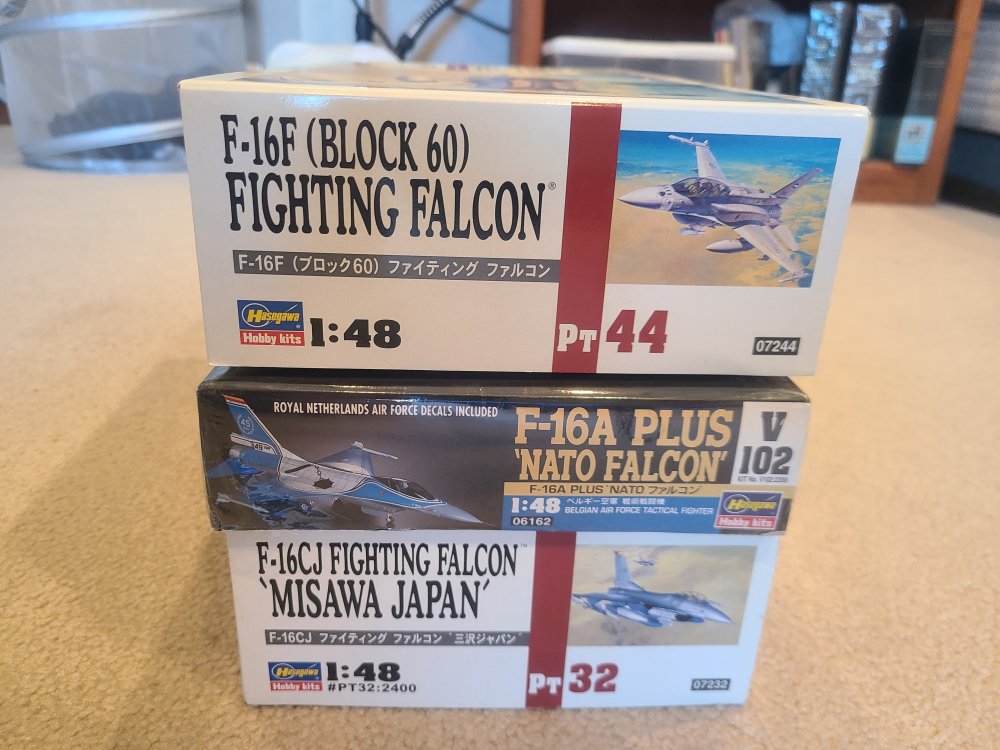 F-16F (BLOCK 60)
FIGHTING FALCON®
F-16F (ブロック60) ファイティング ファルコン
Hasegawa
Hobby kits
1:48
PT 44
07244
ROYAL NETHERLANDS AIR FORCE DECALS INCLUDED
F-16A PLUS
'NATO FALCON'
F-16A PLUS 'NATO ファルコン'
1:48
ベルギー空軍 戦術戦闘機
BELGIAN AIR FORCE TACTICAL FIGHTER
06162
V
102
KIT No. V102:2200
Hasegawa
Hobby kits
F-16CJ FIGHTING FALCON™
'MISAWA JAPAN'
F-16CJ ファイティング ファルコン '三沢ジャパン'
Hasegawa
Hobby kits
1:48
#PT32:2400
PT 32
07232